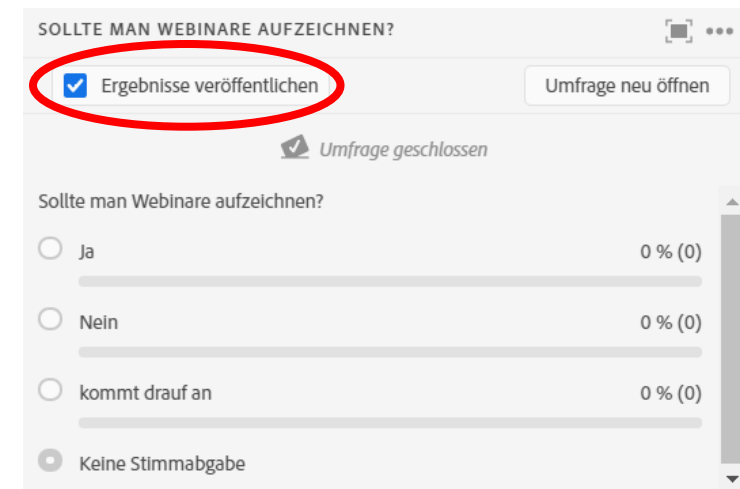 SOLLTE MAN WEBINARE AUFZEICHNEN?
Ergebnisse veröffentlichen
Umfrage neu öffnen
Umfrage geschlossen
Sollte man Webinare aufzeichnen?
Ja 0 % (0)
Nein 0 % (0)
kommt drauf an 0 % (0)
Keine Stimmabgabe